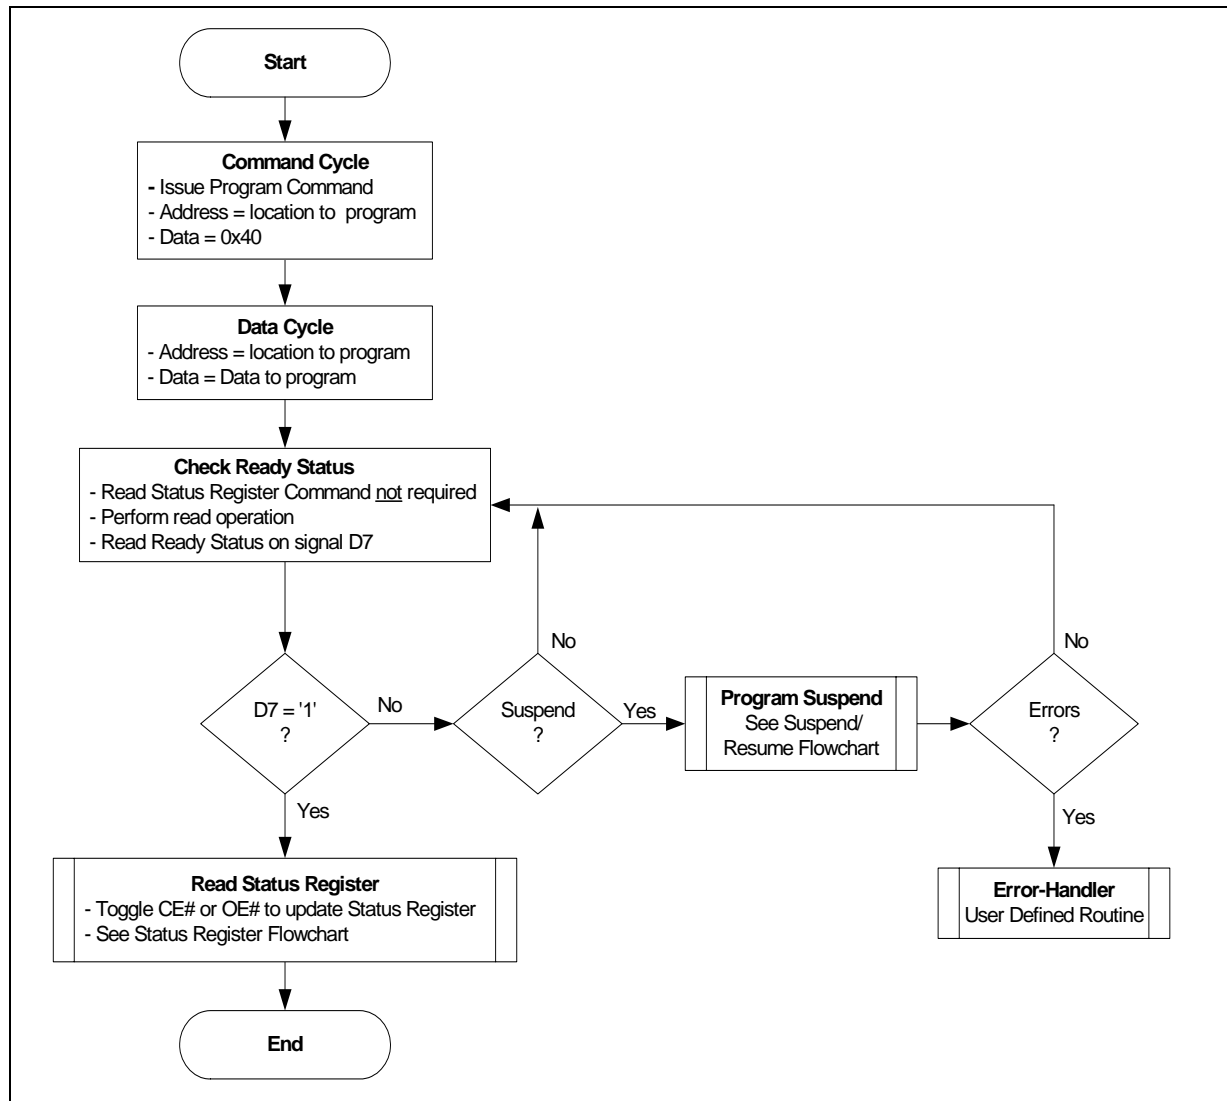 Start
Command Cycle
- Issue Program Command
- Address = location to program
- Data = 0x40
Data Cycle
- Address = location to program
- Data = Data to program
Check Ready Status
- Read Status Register Command not required
- Perform read operation
- Read Ready Status on signal D7
No
No
D7 = '1'
?
No
Suspend
?
Yes
Program Suspend
See Suspend/
Resume Flowchart
Errors
?
Yes
Yes
Read Status Register
- Toggle CE# or OE# to update Status Register
- See Status Register Flowchart
Error-Handler
User Defined Routine
End